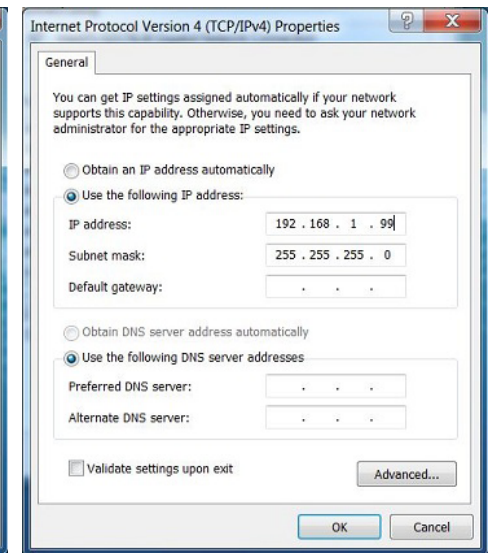 Internet Protocol Version 4 (TCP/IPv4) Properties
General
You can get IP settings assigned automatically if your network
supports this capability. Otherwise, you need to ask your network
administrator for the appropriate IP settings.
Obtain an IP address automatically
Use the following IP address:
IP address: 192 . 168 . 1 . 99
Subnet mask: 255 . 255 . 255 . 0
Default gateway: . . .
Obtain DNS server address automatically
Use the following DNS server addresses
Preferred DNS server: . . .
Alternate DNS server: . . .
Validate settings upon exit
Advanced...
OK Cancel